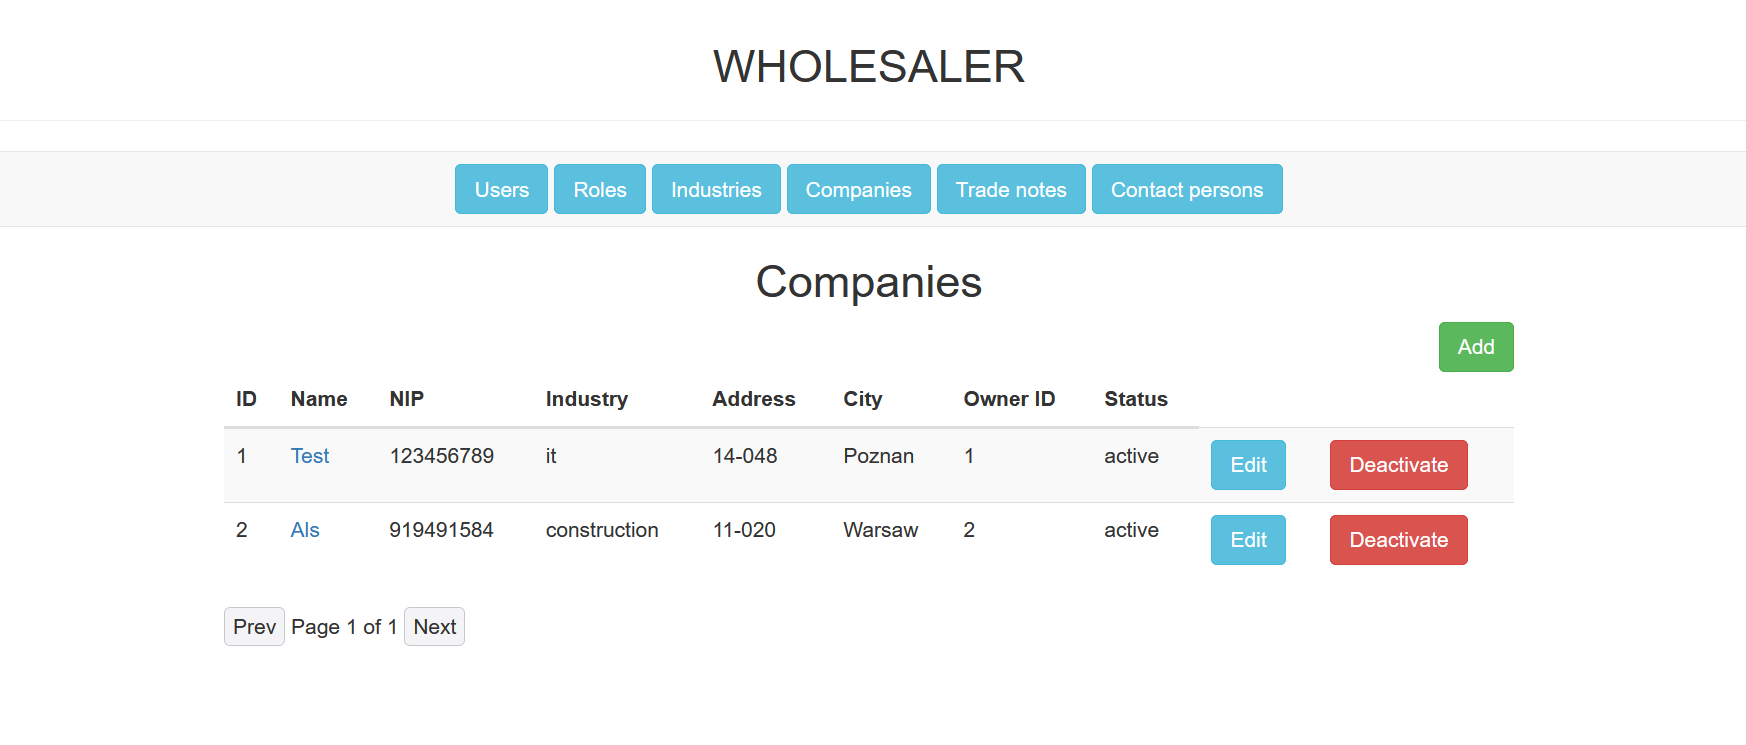 WHOLESALER
Users Roles Industries Companies Trade notes Contact persons
Companies
Add
ID Name NIP Industry Address City Owner ID Status
1 Test 123456789 it 14-048 Poznan 1 active Edit Deactivate
2 Als 919491584 construction 11-020 Warsaw 2 active Edit Deactivate
Prev Page 1 of 1 Next